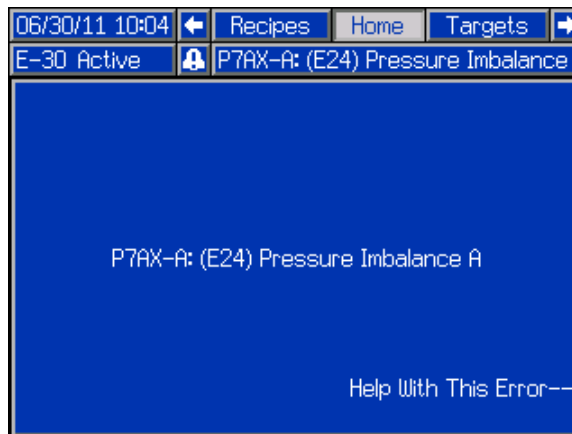 06/30/11 10:04 Recipes Home Targets
E-30 Active P7AX-A: (E24) Pressure Imbalance
P7AX-A: (E24) Pressure Imbalance A
Help With This Error--